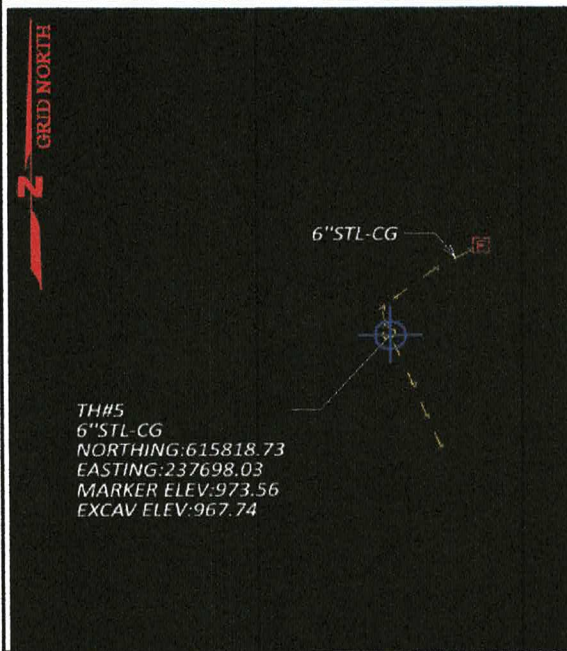 GRID NORTH
N
6"STL-CG
E
TH#5
6"STL-CG
NORTHING:615818.73
EASTING:237698.03
MARKER ELEV:973.56
EXCAV ELEV:967.74